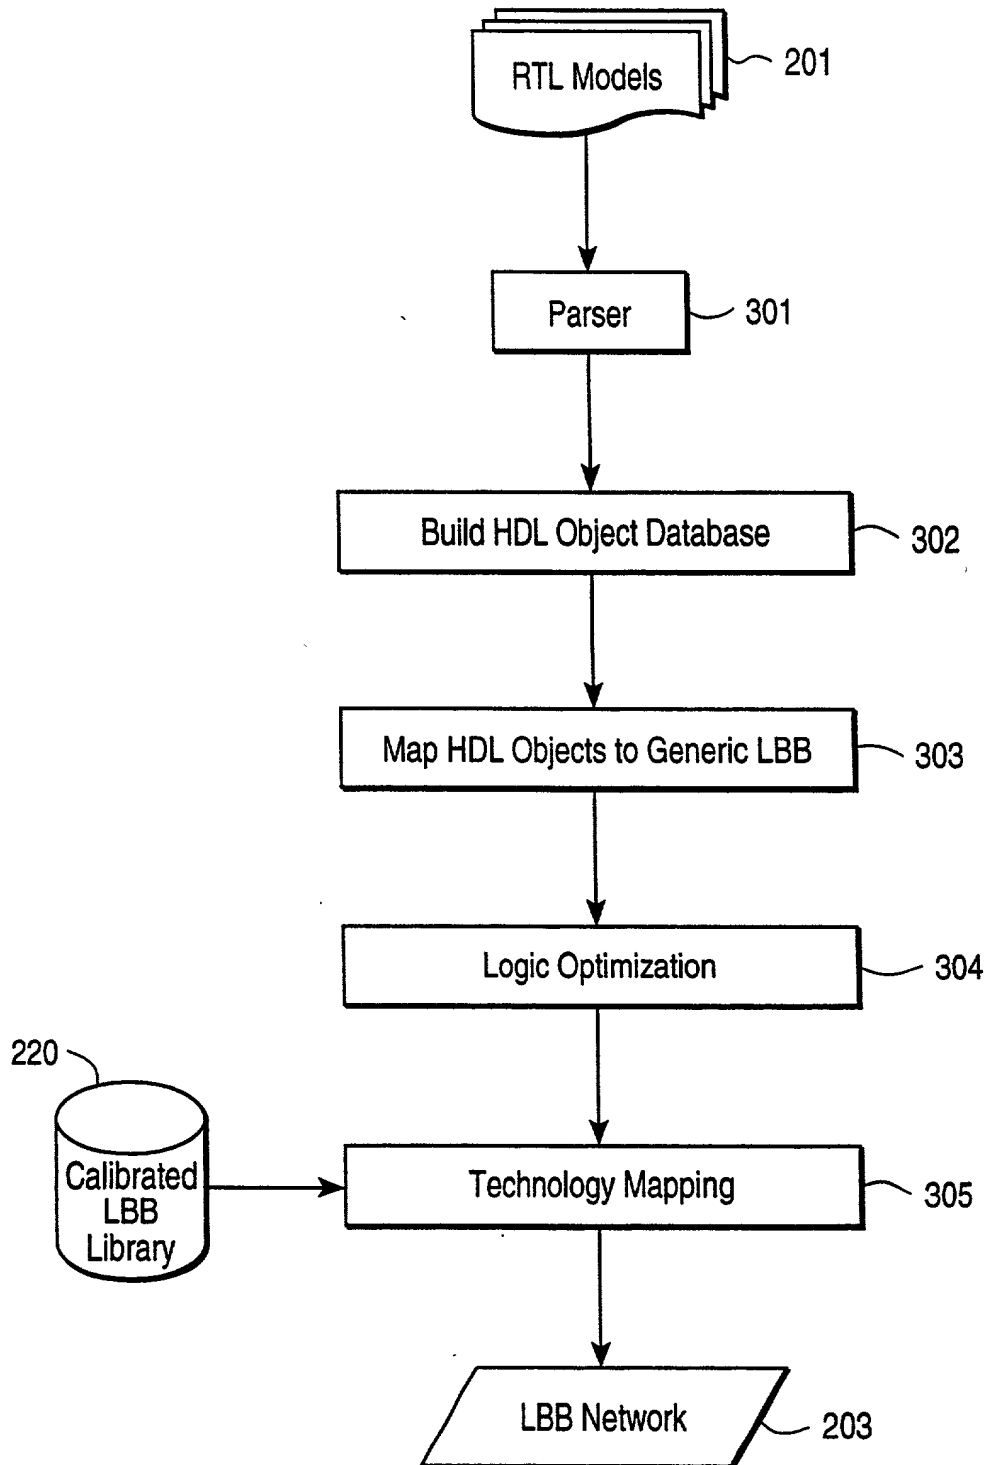 RTL Models
201
Parser
301
Build HDL Object Database
302
Map HDL Objects to Generic LBB
303
Logic Optimization
304
220
Calibrated
LBB
Library
Technology Mapping
305
LBB Network
203